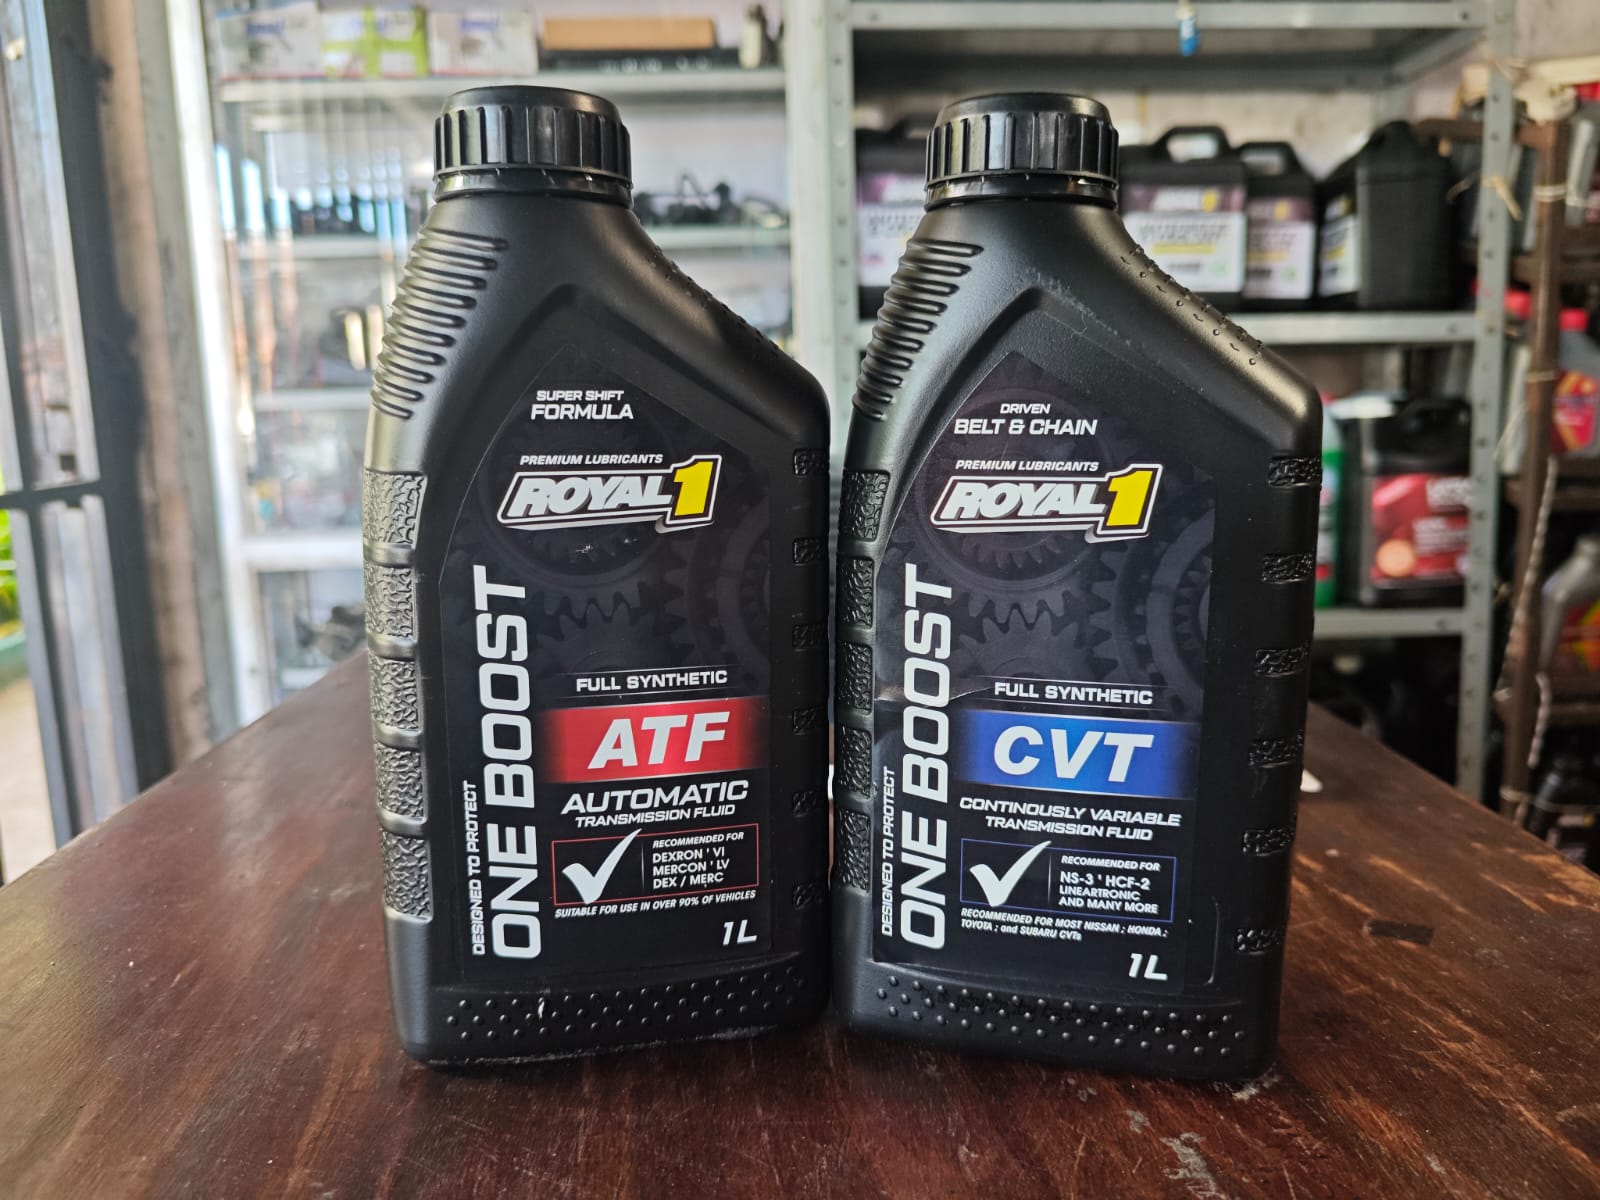 SUPER SHIFT
FORMULA
PREMIUM LUBRICANTS
ROYAL1
DESIGNED TO PROTECT
ONE BOOST
FULL SYNTHETIC
ATF
AUTOMATIC
TRANSMISSION FLUID
RECOMMENDED FOR
DEXRON ' VI
MERCON ' LV
DEX / MERC
SUITABLE FOR USE IN OVER 90% OF VEHICLES
1L
DRIVEN
BELT & CHAIN
PREMIUM LUBRICANTS
ROYAL1
DESIGNED TO PROTECT
ONE BOOST
FULL SYNTHETIC
CVT
CONTINOUSLY VARIABLE
TRANSMISSION FLUID
RECOMMENDED FOR
NS-3 ' HCF-2
LINEARTRONIC
AND MANY MORE
RECOMMENDED FOR MOST NISSAN ; HONDA ;
TOYOTA ; and SUBARU CVTs
1L
ROYAL1